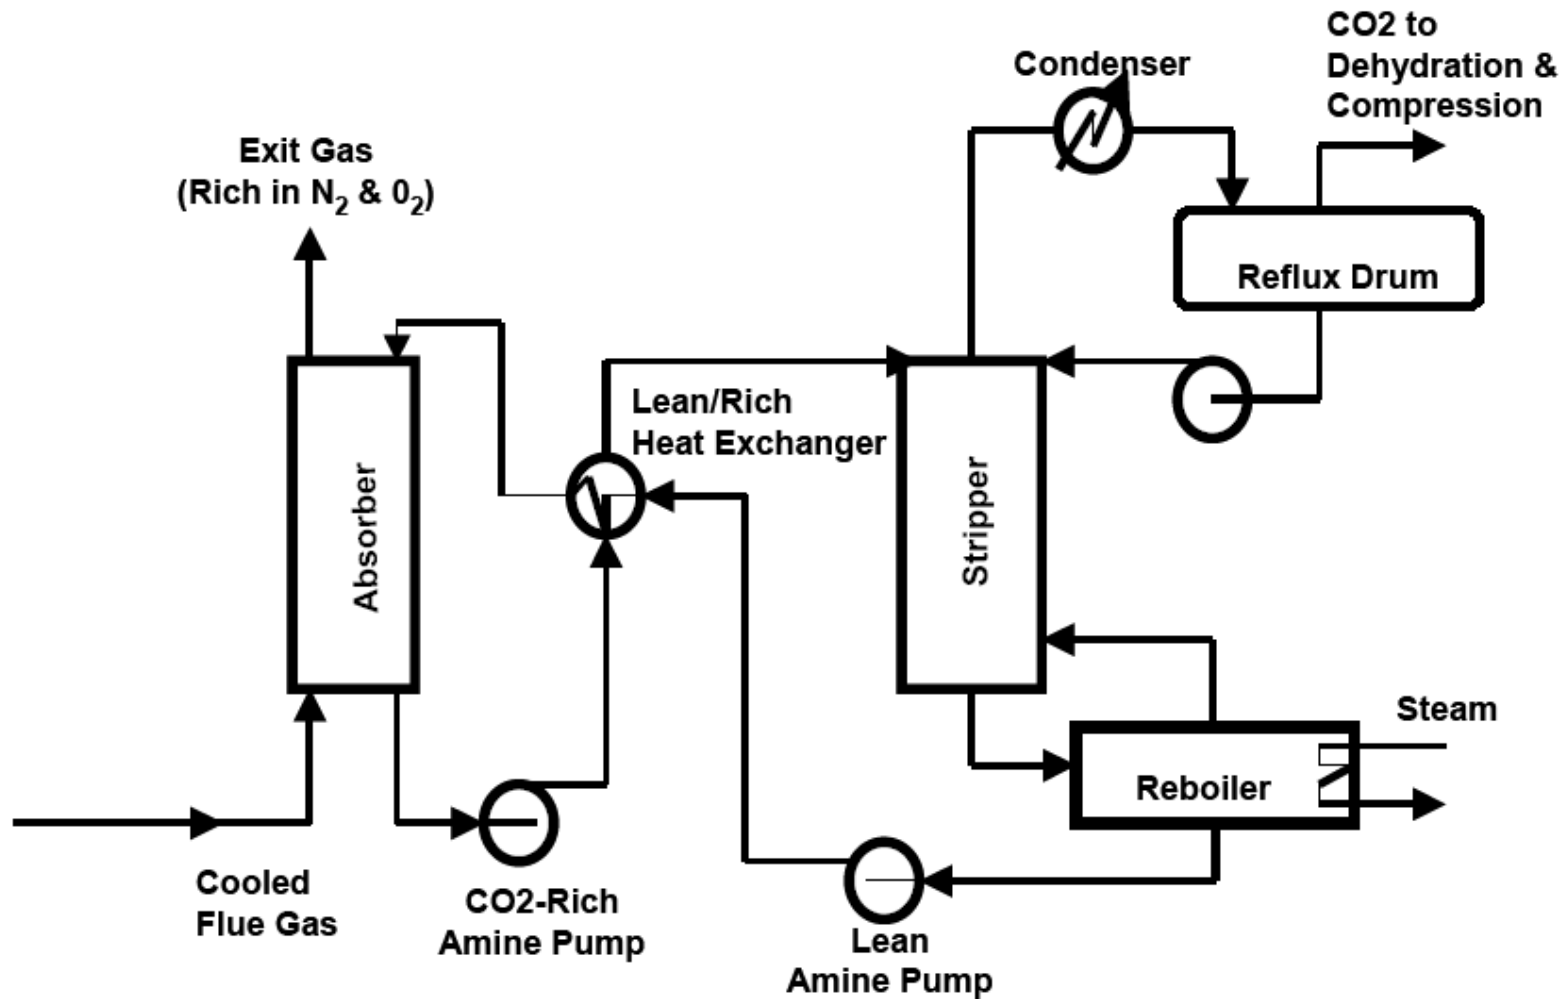 CO2 to
Dehydration &
Compression
Condenser
Exit Gas
(Rich in N2 & 02)
Reflux Drum
Lean/Rich
Heat Exchanger
Absorber
Stripper
Steam
Reboiler
Cooled
Flue Gas
CO2-Rich
Amine Pump
Lean
Amine Pump